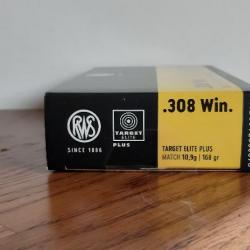 .308 Win.
RWS
SINCE 1886
TARGET
ELITE
PLUS
TARGET ELITE PLUS
MATCH 10,9g | 168 gr